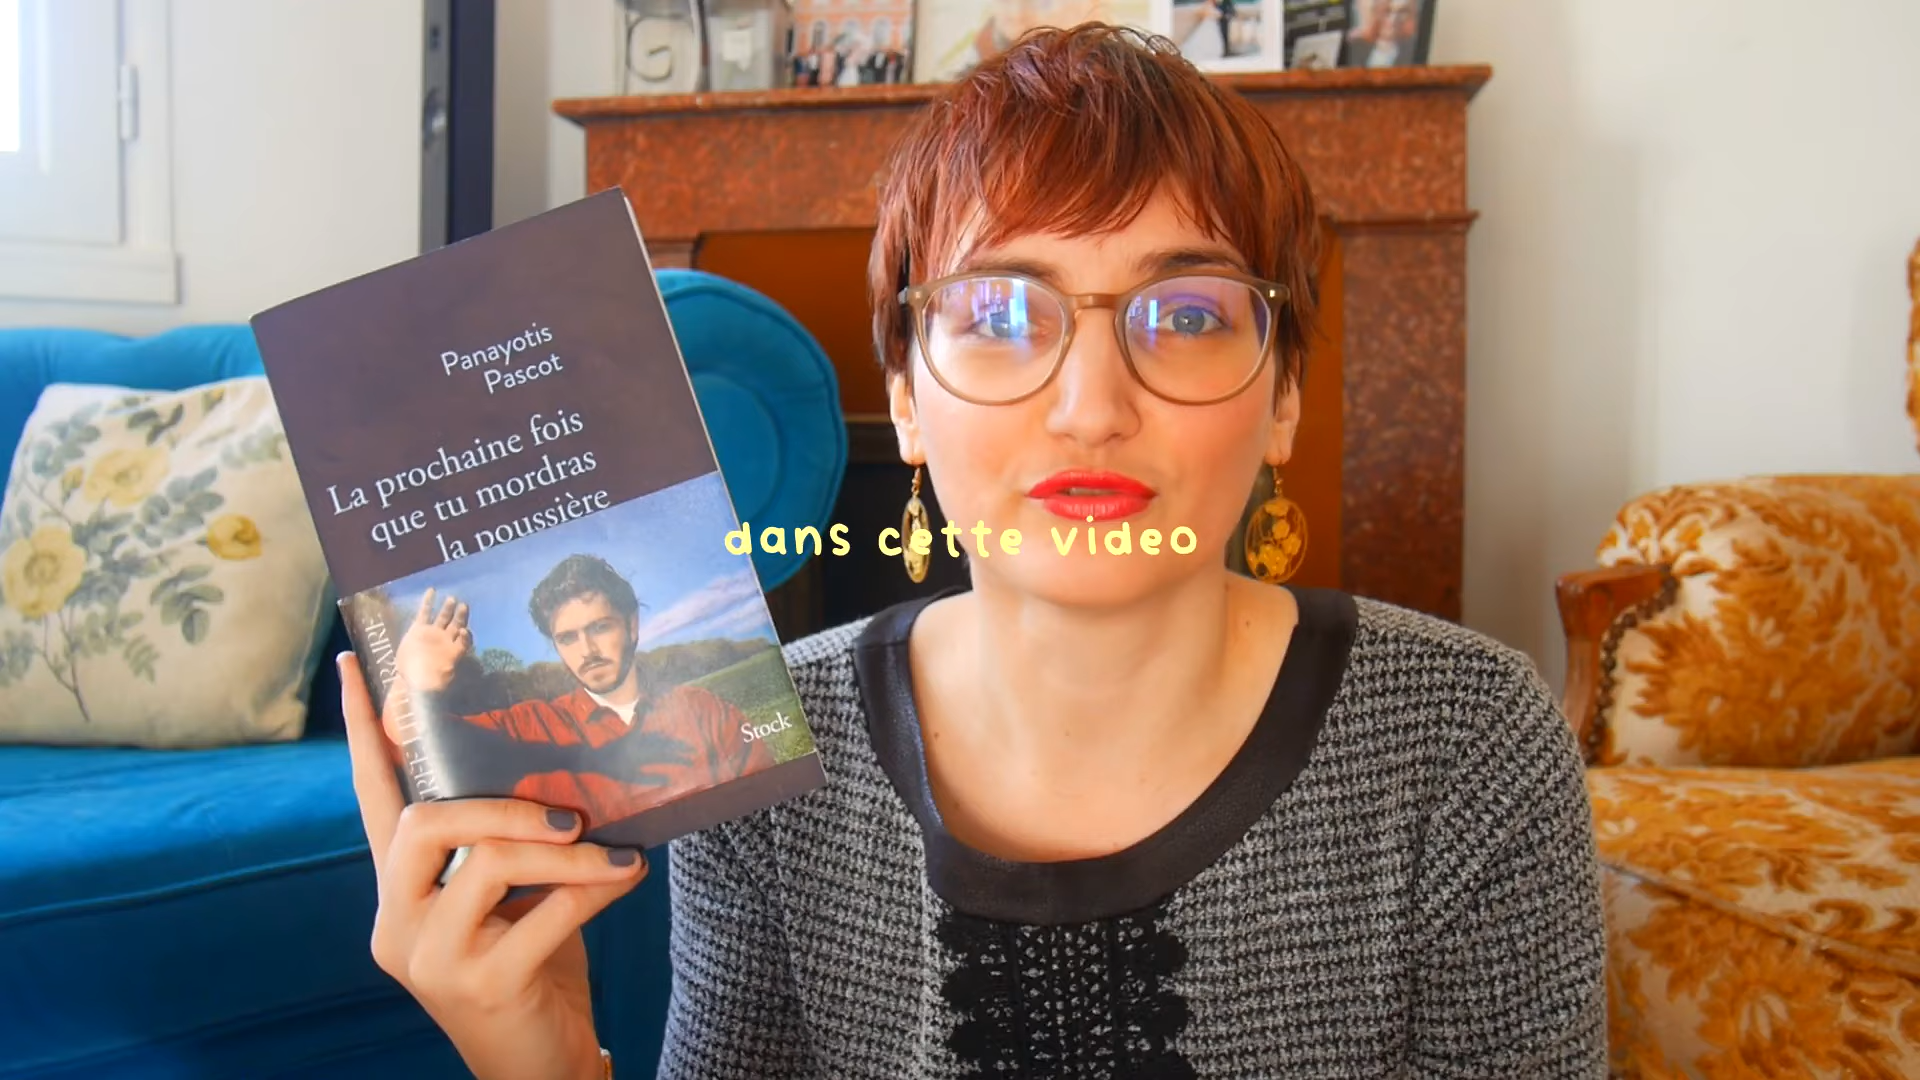 Panayotis
Pascot
La prochaine fois
que tu mordras
la poussière
dans cette video
Stock